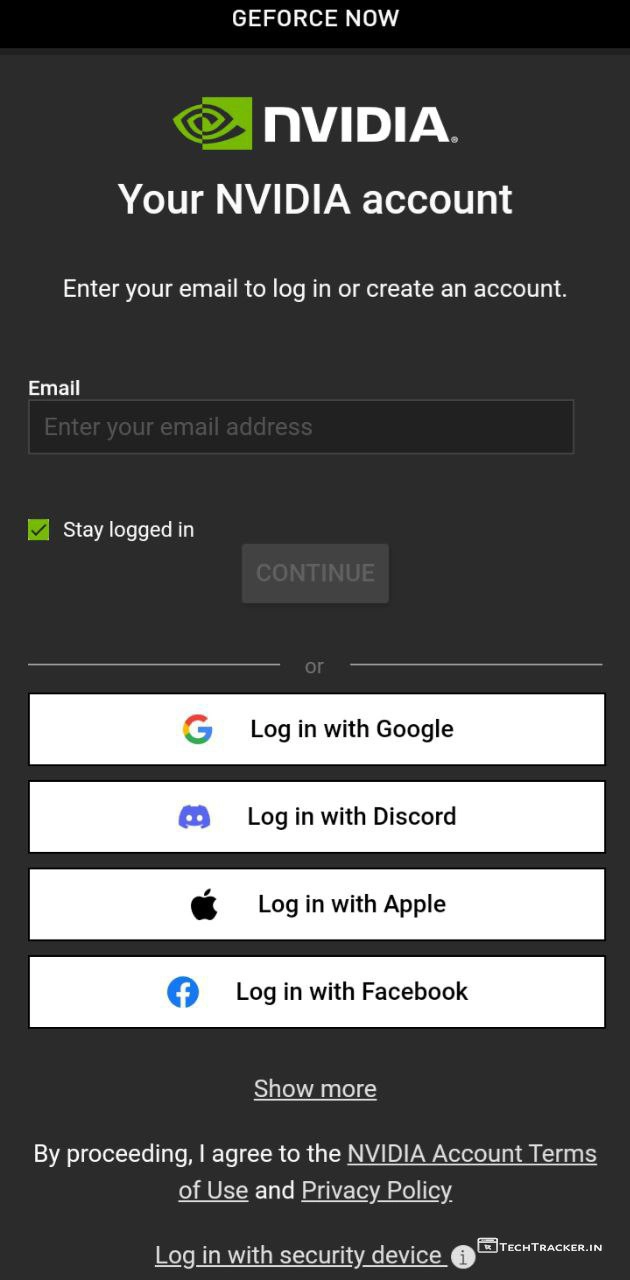 GEFORCE NOW
NVIDIA.
Your NVIDIA account
Enter your email to log in or create an account.
Email
Enter your email address
Stay logged in
CONTINUE
or
Log in with Google
Log in with Discord
Log in with Apple
Log in with Facebook
Show more
By proceeding, I agree to the NVIDIA Account Terms
of Use and Privacy Policy
Log in with security device i
TECHTRACKER.IN